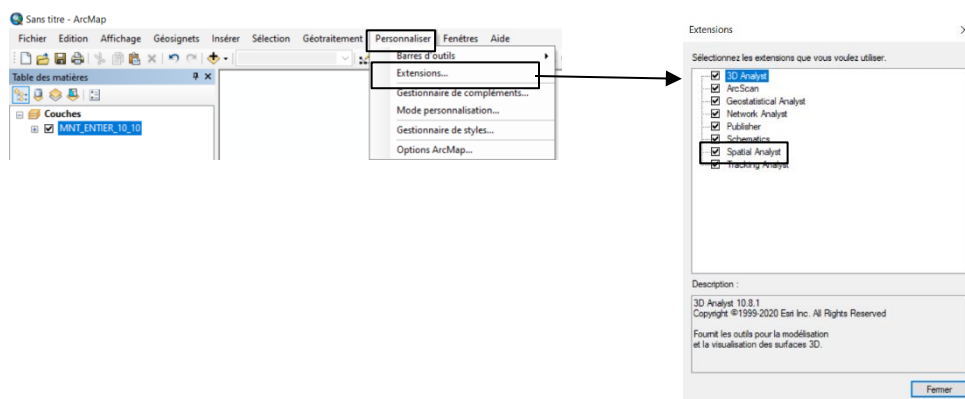 Sans titre - ArcMap
Fichier Edition Affichage Géosignets Insérer Sélection Géotraitement Personnaliser Fenêtres Aide
Table des matières
Couches
MNT_ENTIER_10_10
Barres d'outils
Extensions...
Gestionnaire de compléments...
Mode personnalisation...
Gestionnaire de styles...
Options ArcMap...
Extensions
Sélectionnez les extensions que vous voulez utiliser.
3D Analyst
ArcScan
Geostatistical Analyst
Network Analyst
Publisher
Schematics
Spatial Analyst
Tracking Analyst
Description :
3D Analyst 10.8.1
Copyright ©1999-2020 Esri Inc. All Rights Reserved
Fournit les outils pour la modélisation
et la visualisation des surfaces 3D.
Fermer